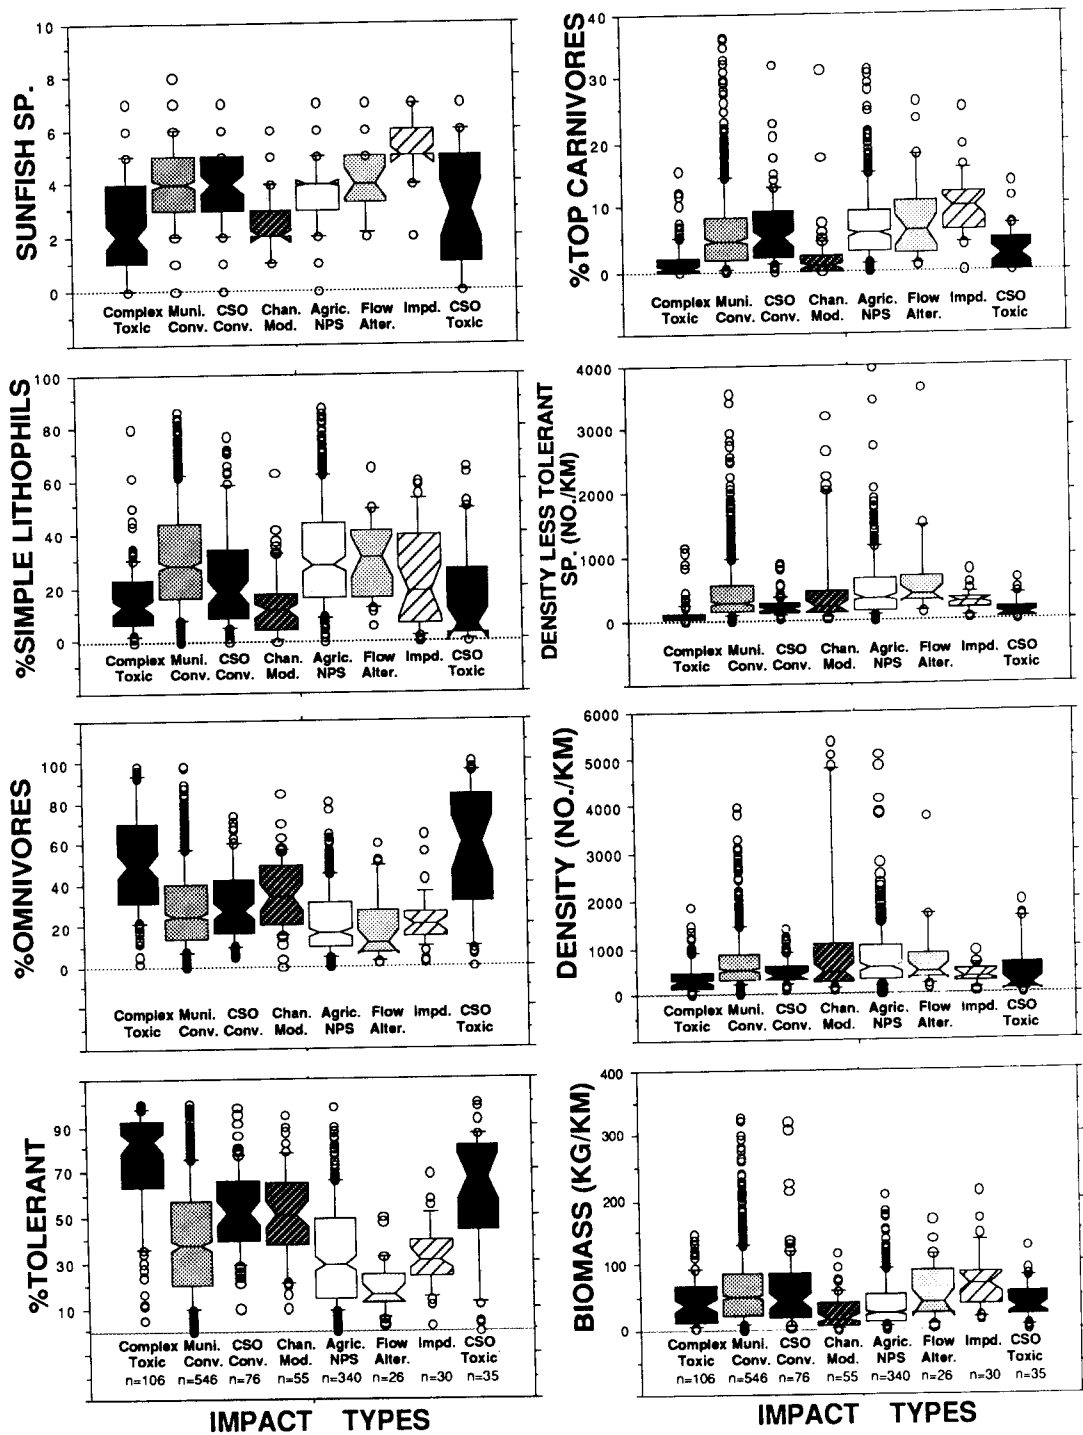 SUNFISH SP.
10
8
6
4
2
0
Complex Muni. CSO Chan. Agric. Flow Impd. CSO
Toxic Conv. Conv. Mod. NPS Alter. Toxic
%TOP CARNIVORES
40
30
20
10
0
Complex Muni. CSO Chan. Agric. Flow Impd. CSO
Toxic Conv. Conv. Mod. NPS Alter. Toxic
%SIMPLE LITHOPHILS
100
80
60
40
20
0
Complex Muni. CSO Chan. Agric. Flow Impd. CSO
Toxic Conv. Conv. Mod. NPS Alter. Toxic
DENSITY LESS TOLERANT
SP. (NO./KM)
4000
3000
2000
1000
0
Complex Muni. CSO Chan. Agric. Flow Impd. CSO
Toxic Conv. Conv. Mod. NPS Alter. Toxic
%OMNIVORES
100
80
60
40
20
0
Complex Muni. CSO Chan. Agric. Flow Impd. CSO
Toxic Conv. Conv. Mod. NPS Alter. Toxic
DENSITY (NO./KM)
6000
5000
4000
3000
2000
1000
0
Complex Muni. CSO Chan. Agric. Flow Impd. CSO
Toxic Conv. Conv. Mod. NPS Alter. Toxic
%TOLERANT
90
70
50
30
10
Complex Muni. CSO Chan. Agric. Flow Impd. CSO
Toxic Conv. Conv. Mod. NPS Alter. Toxic
n=106 n=546 n=76 n=55 n=340 n=26 n=30 n=35
IMPACT TYPES
BIOMASS (KG/KM)
400
300
200
100
0
Complex Muni. CSO Chan. Agric. Flow Impd. CSO
Toxic Conv. Conv. Mod. NPS Alter. Toxic
n=106 n=546 n=76 n=55 n=340 n=26 n=30 n=35
IMPACT TYPES